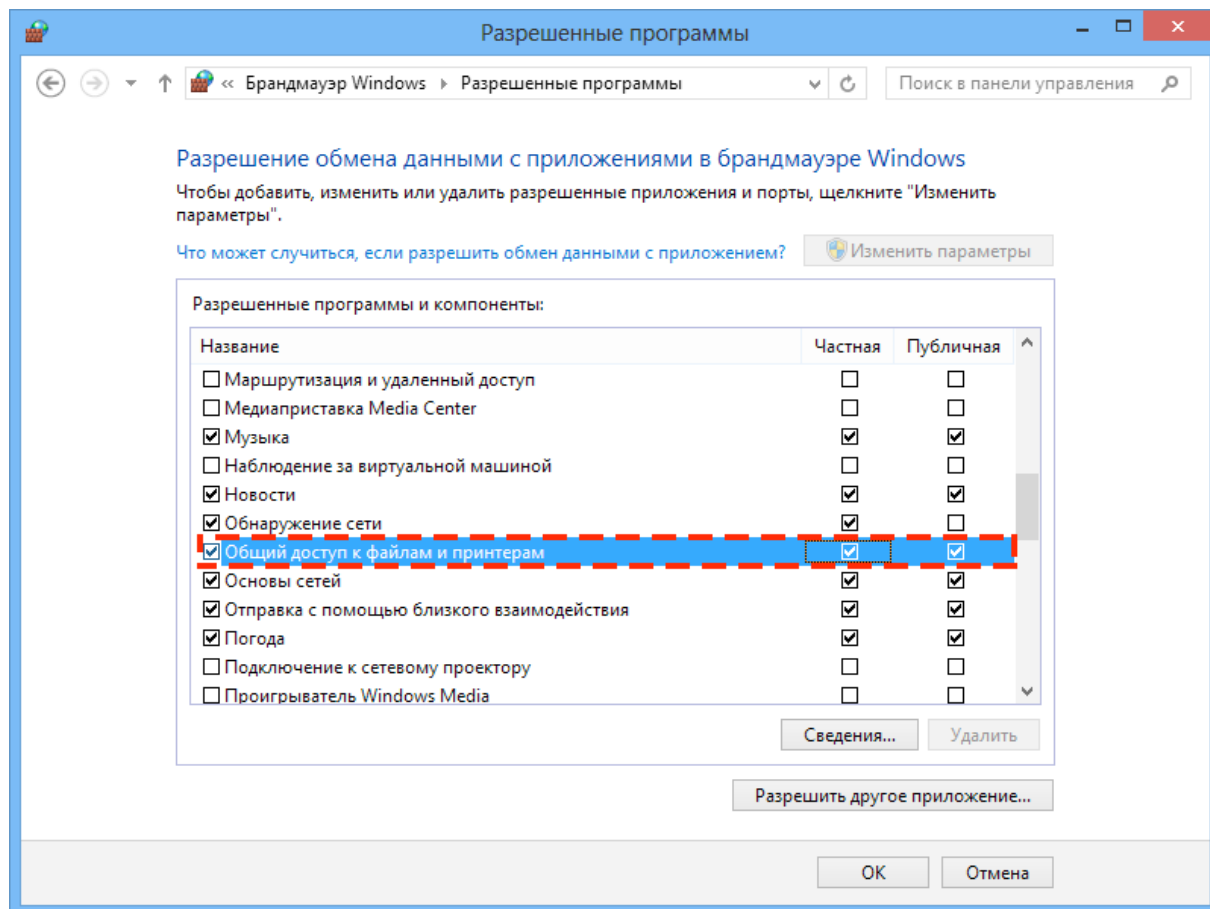 Разрешенные программы
« Брандмауэр Windows Разрешенные программы Поиск в панели управления
Разрешение обмена данными с приложениями в брандмауэре Windows
Чтобы добавить, изменить или удалить разрешенные приложения и порты, щелкните "Изменить
параметры".
Что может случиться, если разрешить обмен данными с приложением? Изменить параметры
Разрешенные программы и компоненты:
Название Частная Публичная
Маршрутизация и удаленный доступ
Медиаприставка Media Center
Музыка
Наблюдение за виртуальной машиной
Новости
Обнаружение сети
Общий доступ к файлам и принтерам
Основы сетей
Отправка с помощью близкого взаимодействия
Погода
Подключение к сетевому проектору
Проигрыватель Windows Media
Сведения... Удалить
Разрешить другое приложение...
ОК Отмена